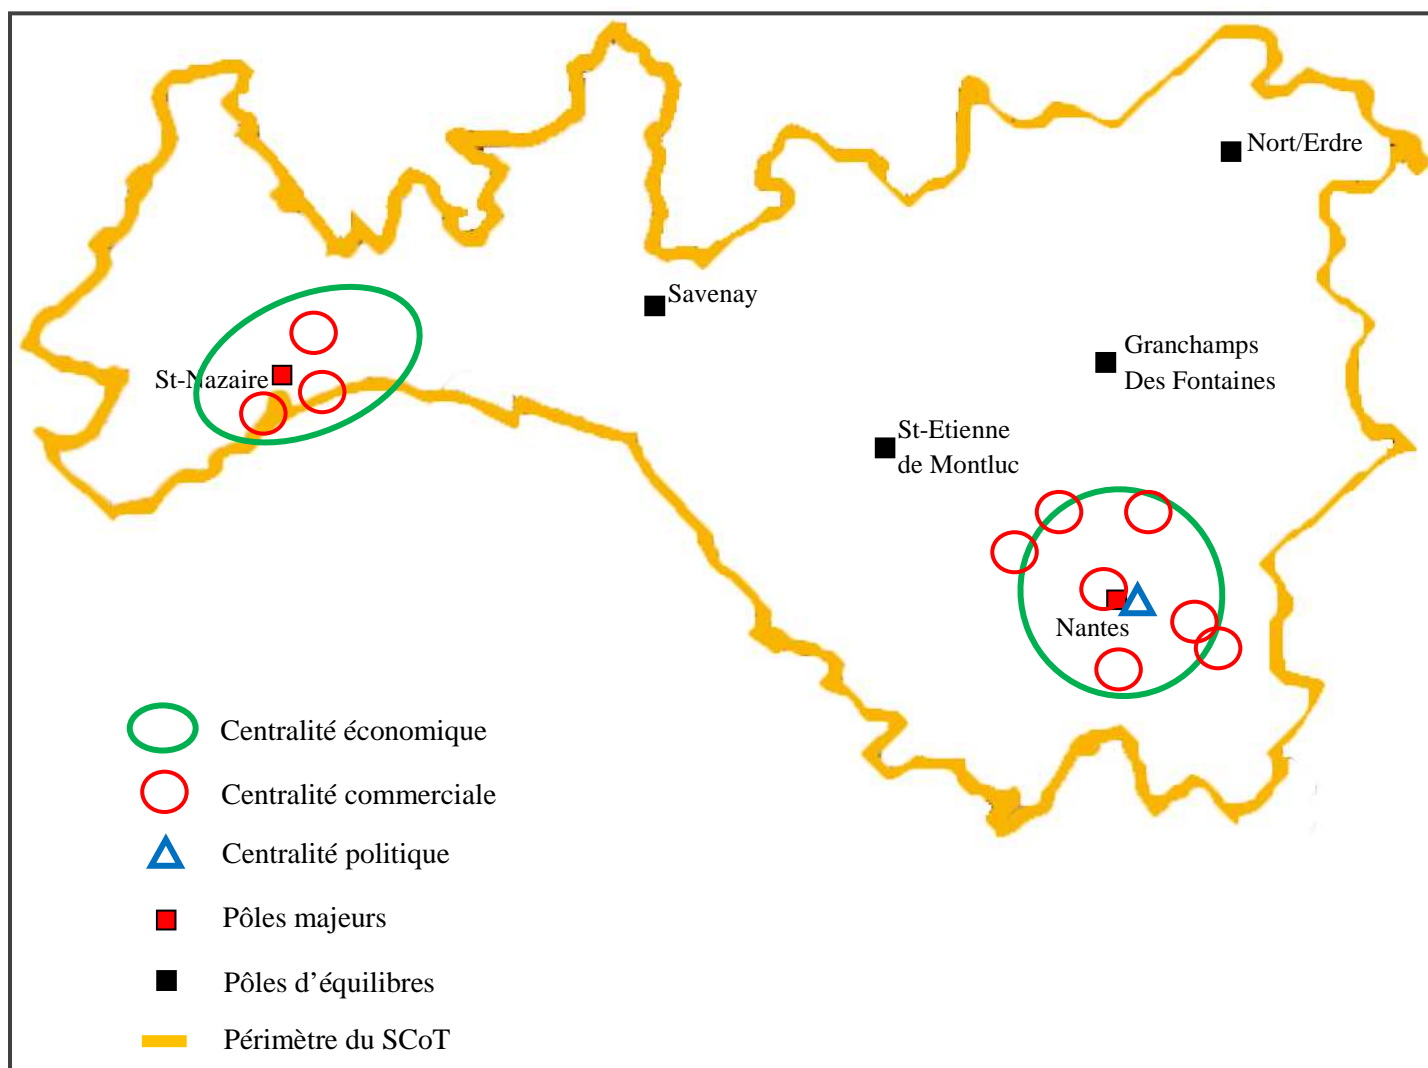 Nort/Erdre
Savenay
Granchamps
Des Fontaines
St-Nazaire
St-Etienne
de Montluc
Nantes
Centralité économique
Centralité commerciale
Centralité politique
Pôles majeurs
Pôles d’équilibres
Périmètre du SCoT